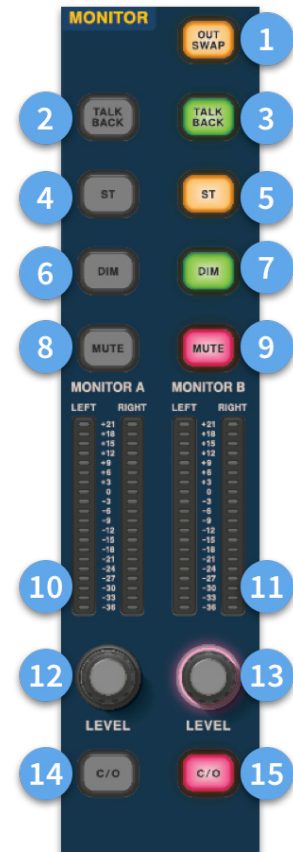 MONITOR
OUT
SWAP
1
2
TALK
BACK
TALK
BACK
3
4
ST
ST
5
6
DIM
DIM
7
8
MUTE
MUTE
9
MONITOR A MONITOR B
LEFT RIGHT LEFT RIGHT
+21 +21
+18 +18
+15 +15
+12 +12
+9 +9
+6 +6
+3 +3
0 0
-3 -3
-6 -6
-9 -9
-12 -12
-15 -15
-18 -18
-21 -21
-24 -24
-27 -27
-30 -30
-33 -33
-36 -36
10
11
12
13
LEVEL LEVEL
14
C/O
C/O
15